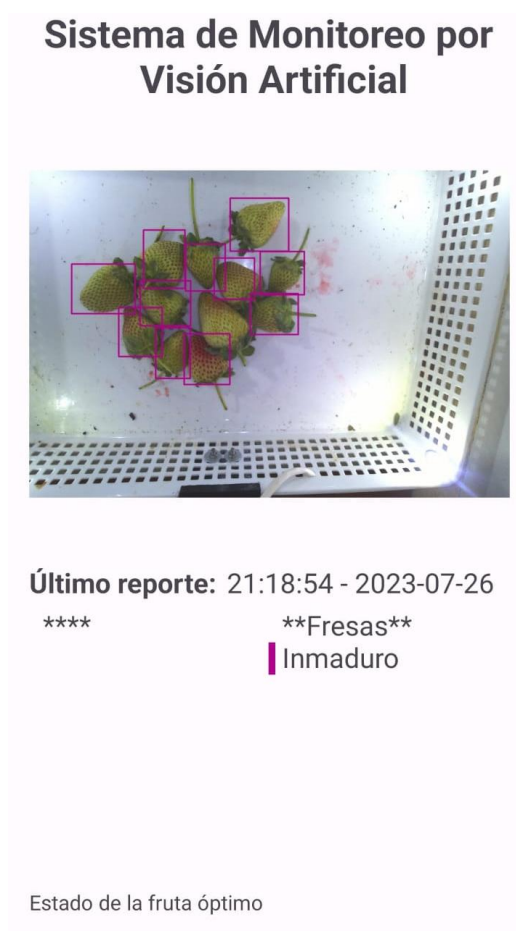 Sistema de Monitoreo por
Visión Artificial
Último reporte: 21:18:54 - 2023-07-26
**** **Fresas**
Inmaduro
Estado de la fruta óptimo